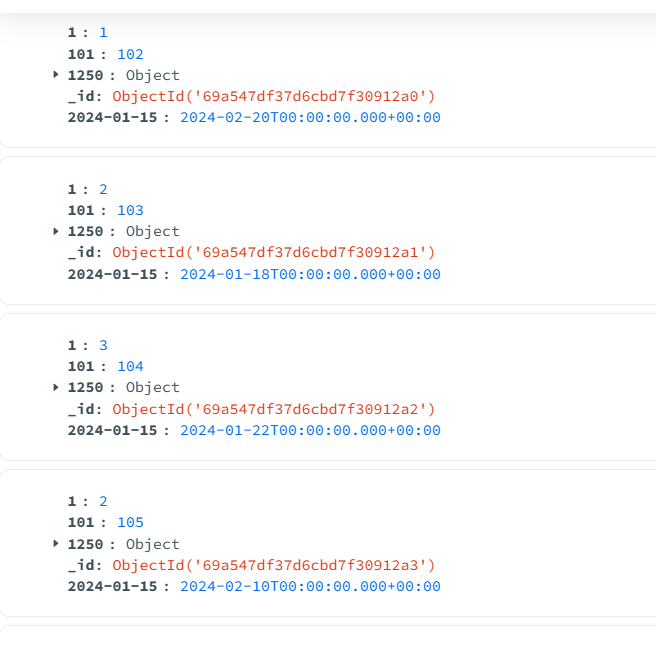 1 : 1
101 : 102
1250 : Object
_id: ObjectId('69a547df37d6cbd7f30912a0')
2024-01-15 : 2024-02-20T00:00:00.000+00:00
1 : 2
101 : 103
1250 : Object
_id: ObjectId('69a547df37d6cbd7f30912a1')
2024-01-15 : 2024-01-18T00:00:00.000+00:00
1 : 3
101 : 104
1250 : Object
_id: ObjectId('69a547df37d6cbd7f30912a2')
2024-01-15 : 2024-01-22T00:00:00.000+00:00
1 : 2
101 : 105
1250 : Object
_id: ObjectId('69a547df37d6cbd7f30912a3')
2024-01-15 : 2024-02-10T00:00:00.000+00:00